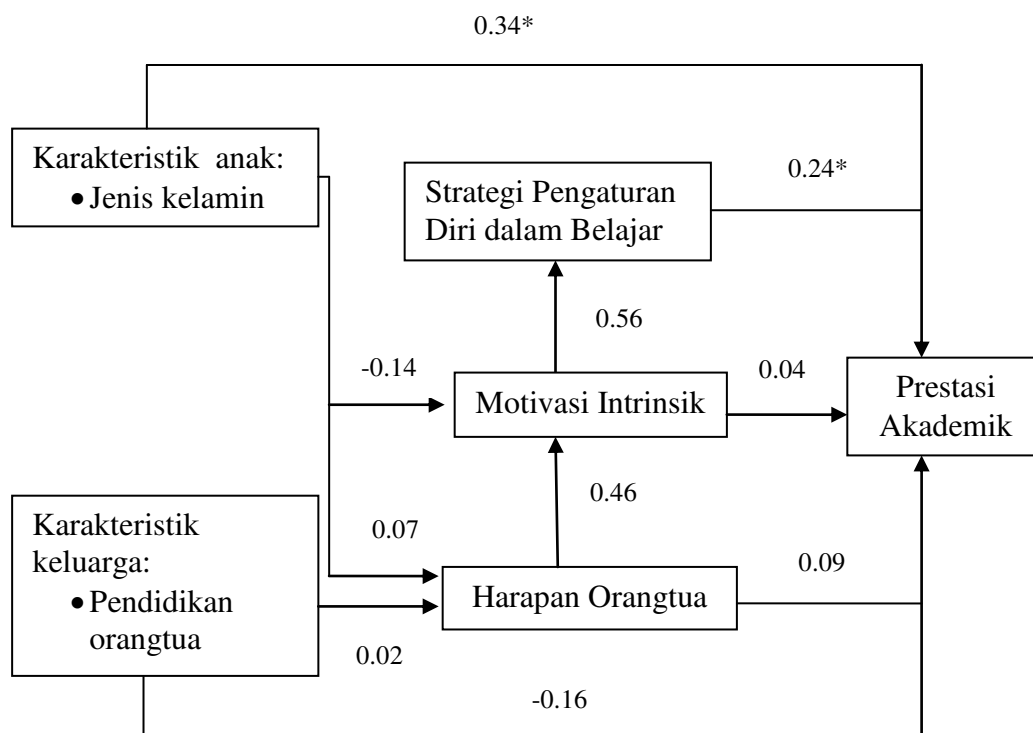 0.34*
Karakteristik anak:
• Jenis kelamin
Strategi Pengaturan
Diri dalam Belajar
0.24*
0.56
-0.14
Motivasi Intrinsik
0.04
Prestasi
Akademik
0.46
Karakteristik
keluarga:
• Pendidikan
orangtua
0.07
Harapan Orangtua
0.09
0.02
-0.16